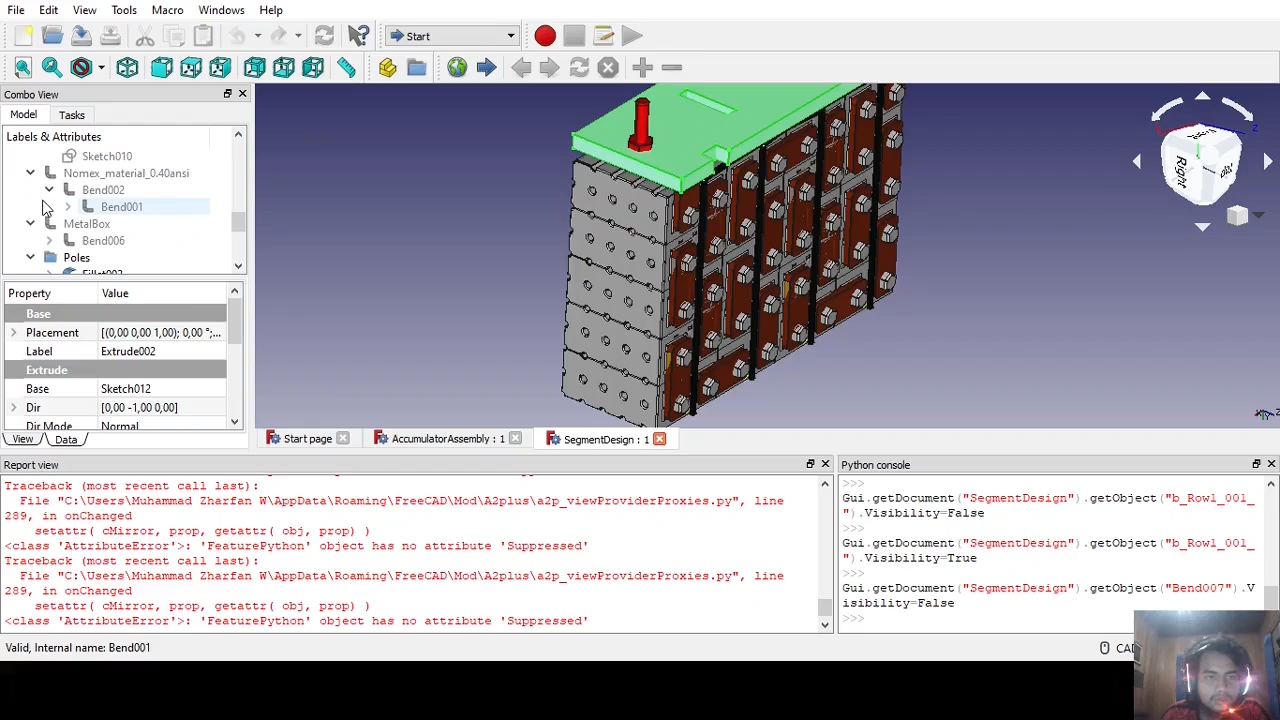 File Edit View Tools Macro Windows Help
Start
Combo View
Model Tasks
Labels & Attributes
Sketch010
Nomex_material_0.40ansi
Bend002
Bend001
MetalBox
Bend006
Poles
Property Value
Base
Placement [(0,00 0,00 1,00); 0,00 °;...
Label Extrude002
Extrude
Base Sketch012
Dir [0,00 -1,00 0,00]
Dir Mode Normal
View Data
Right
Start page AccumulatorAssembly : 1 SegmentDesign : 1
Report view
Traceback (most recent call last):
File "C:\Users\Muhammad Zharfan W\AppData\Roaming\FreeCAD\Mod\A2plus\a2p_viewProviderProxies.py", line
289, in onChanged
setattr( cMirror, prop, getattr( obj, prop) )
<class 'AttributeError'>: 'FeaturePython' object has no attribute 'Suppressed'
Traceback (most recent call last):
File "C:\Users\Muhammad Zharfan W\AppData\Roaming\FreeCAD\Mod\A2plus\a2p_viewProviderProxies.py", line
289, in onChanged
setattr( cMirror, prop, getattr( obj, prop) )
<class 'AttributeError'>: 'FeaturePython' object has no attribute 'Suppressed'
Python console
>>>
Gui.getDocument("SegmentDesign").getObject("b_Row1_001_
").Visibility=False
>>>
Gui.getDocument("SegmentDesign").getObject("b_Row1_001_
").Visibility=True
>>>
Gui.getDocument("SegmentDesign").getObject("Bend007").V
isibility=False
>>>
Valid, Internal name: Bend001
CAD